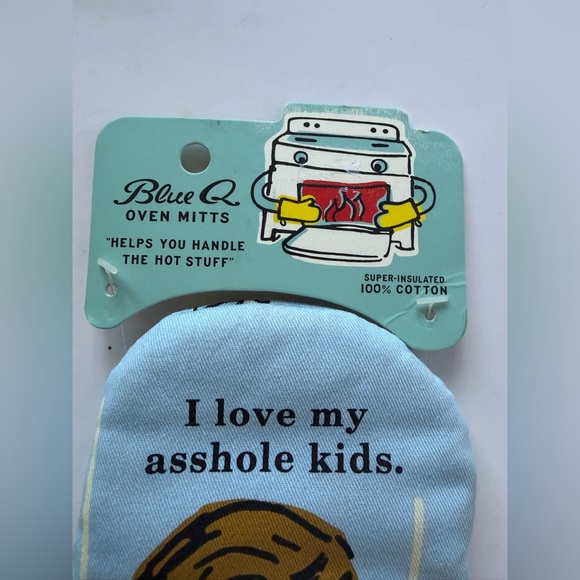 Blue Q
OVEN MITTS
"HELPS YOU HANDLE
THE HOT STUFF"
SUPER-INSULATED
100% COTTON
I love my
asshole kids.